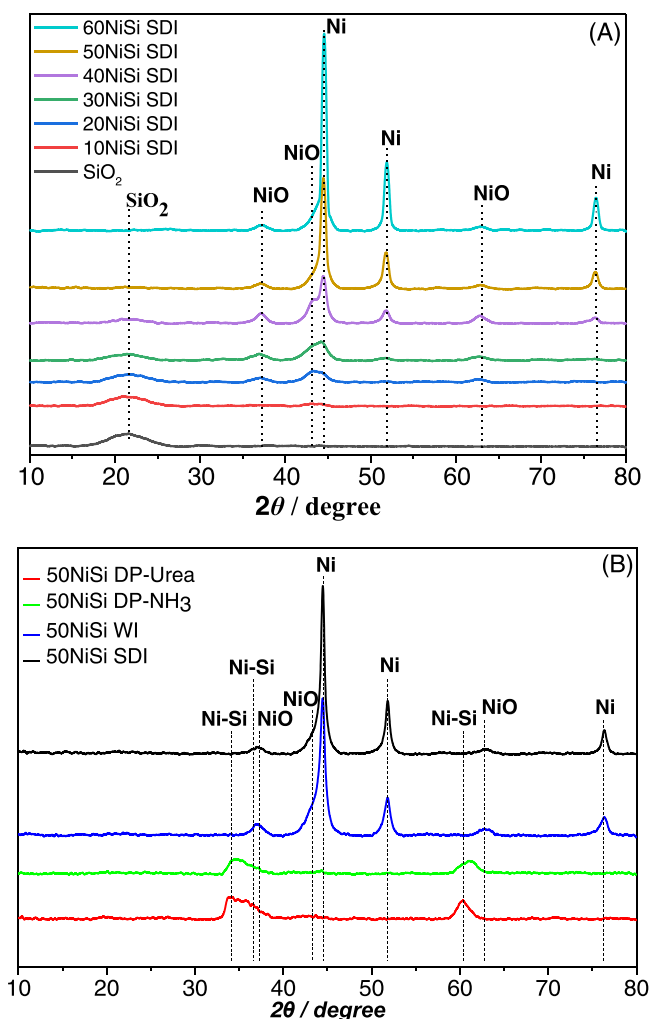 (A)
60NiSi SDI
50NiSi SDI
40NiSi SDI
30NiSi SDI
20NiSi SDI
10NiSi SDI
SiO2
Ni
NiO
Ni
SiO2
NiO
NiO
Ni
10 20 30 40 50 60 70 80
2θ / degree
(B)
50NiSi DP-Urea
50NiSi DP-NH3
50NiSi WI
50NiSi SDI
Ni
Ni-Si
Ni
NiO
Ni-Si
NiO
Ni-Si
NiO
Ni
10 20 30 40 50 60 70 80
2θ / degree